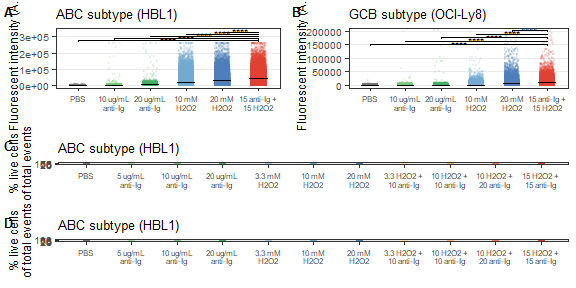 A
ABC subtype (HBL1)
Fluorescent intensity (A.
3e+05
2e+05
1e+05
0e+00
****
****
PBS
10 ug/mL
anti-Ig
20 ug/mL
anti-Ig
10 mM
H2O2
20 mM
H2O2
15 anti-Ig +
15 H2O2
B
GCB subtype (OCI-Ly8)
Fluorescent intensity (A.
200000
150000
100000
50000
0
****
****
****
****
PBS
10 ug/mL
anti-Ig
20 ug/mL
anti-Ig
10 mM
H2O2
20 mM
H2O2
15 anti-Ig +
15 H2O2
C
ABC subtype (HBL1)
% live cells
of total events
PBS
5 ug/mL
anti-Ig
10 ug/mL
anti-Ig
20 ug/mL
anti-Ig
3.3 mM
H2O2
10 mM
H2O2
20 mM
H2O2
3.3 H2O2 +
10 anti-Ig
10 H2O2 +
10 anti-Ig
10 H2O2 +
20 anti-Ig
15 H2O2 +
15 anti-Ig
D
ABC subtype (HBL1)
% live cells
of total events
PBS
5 ug/mL
anti-Ig
10 ug/mL
anti-Ig
20 ug/mL
anti-Ig
3.3 mM
H2O2
10 mM
H2O2
20 mM
H2O2
3.3 H2O2 +
10 anti-Ig
10 H2O2 +
10 anti-Ig
10 H2O2 +
20 anti-Ig
15 H2O2 +
15 anti-Ig